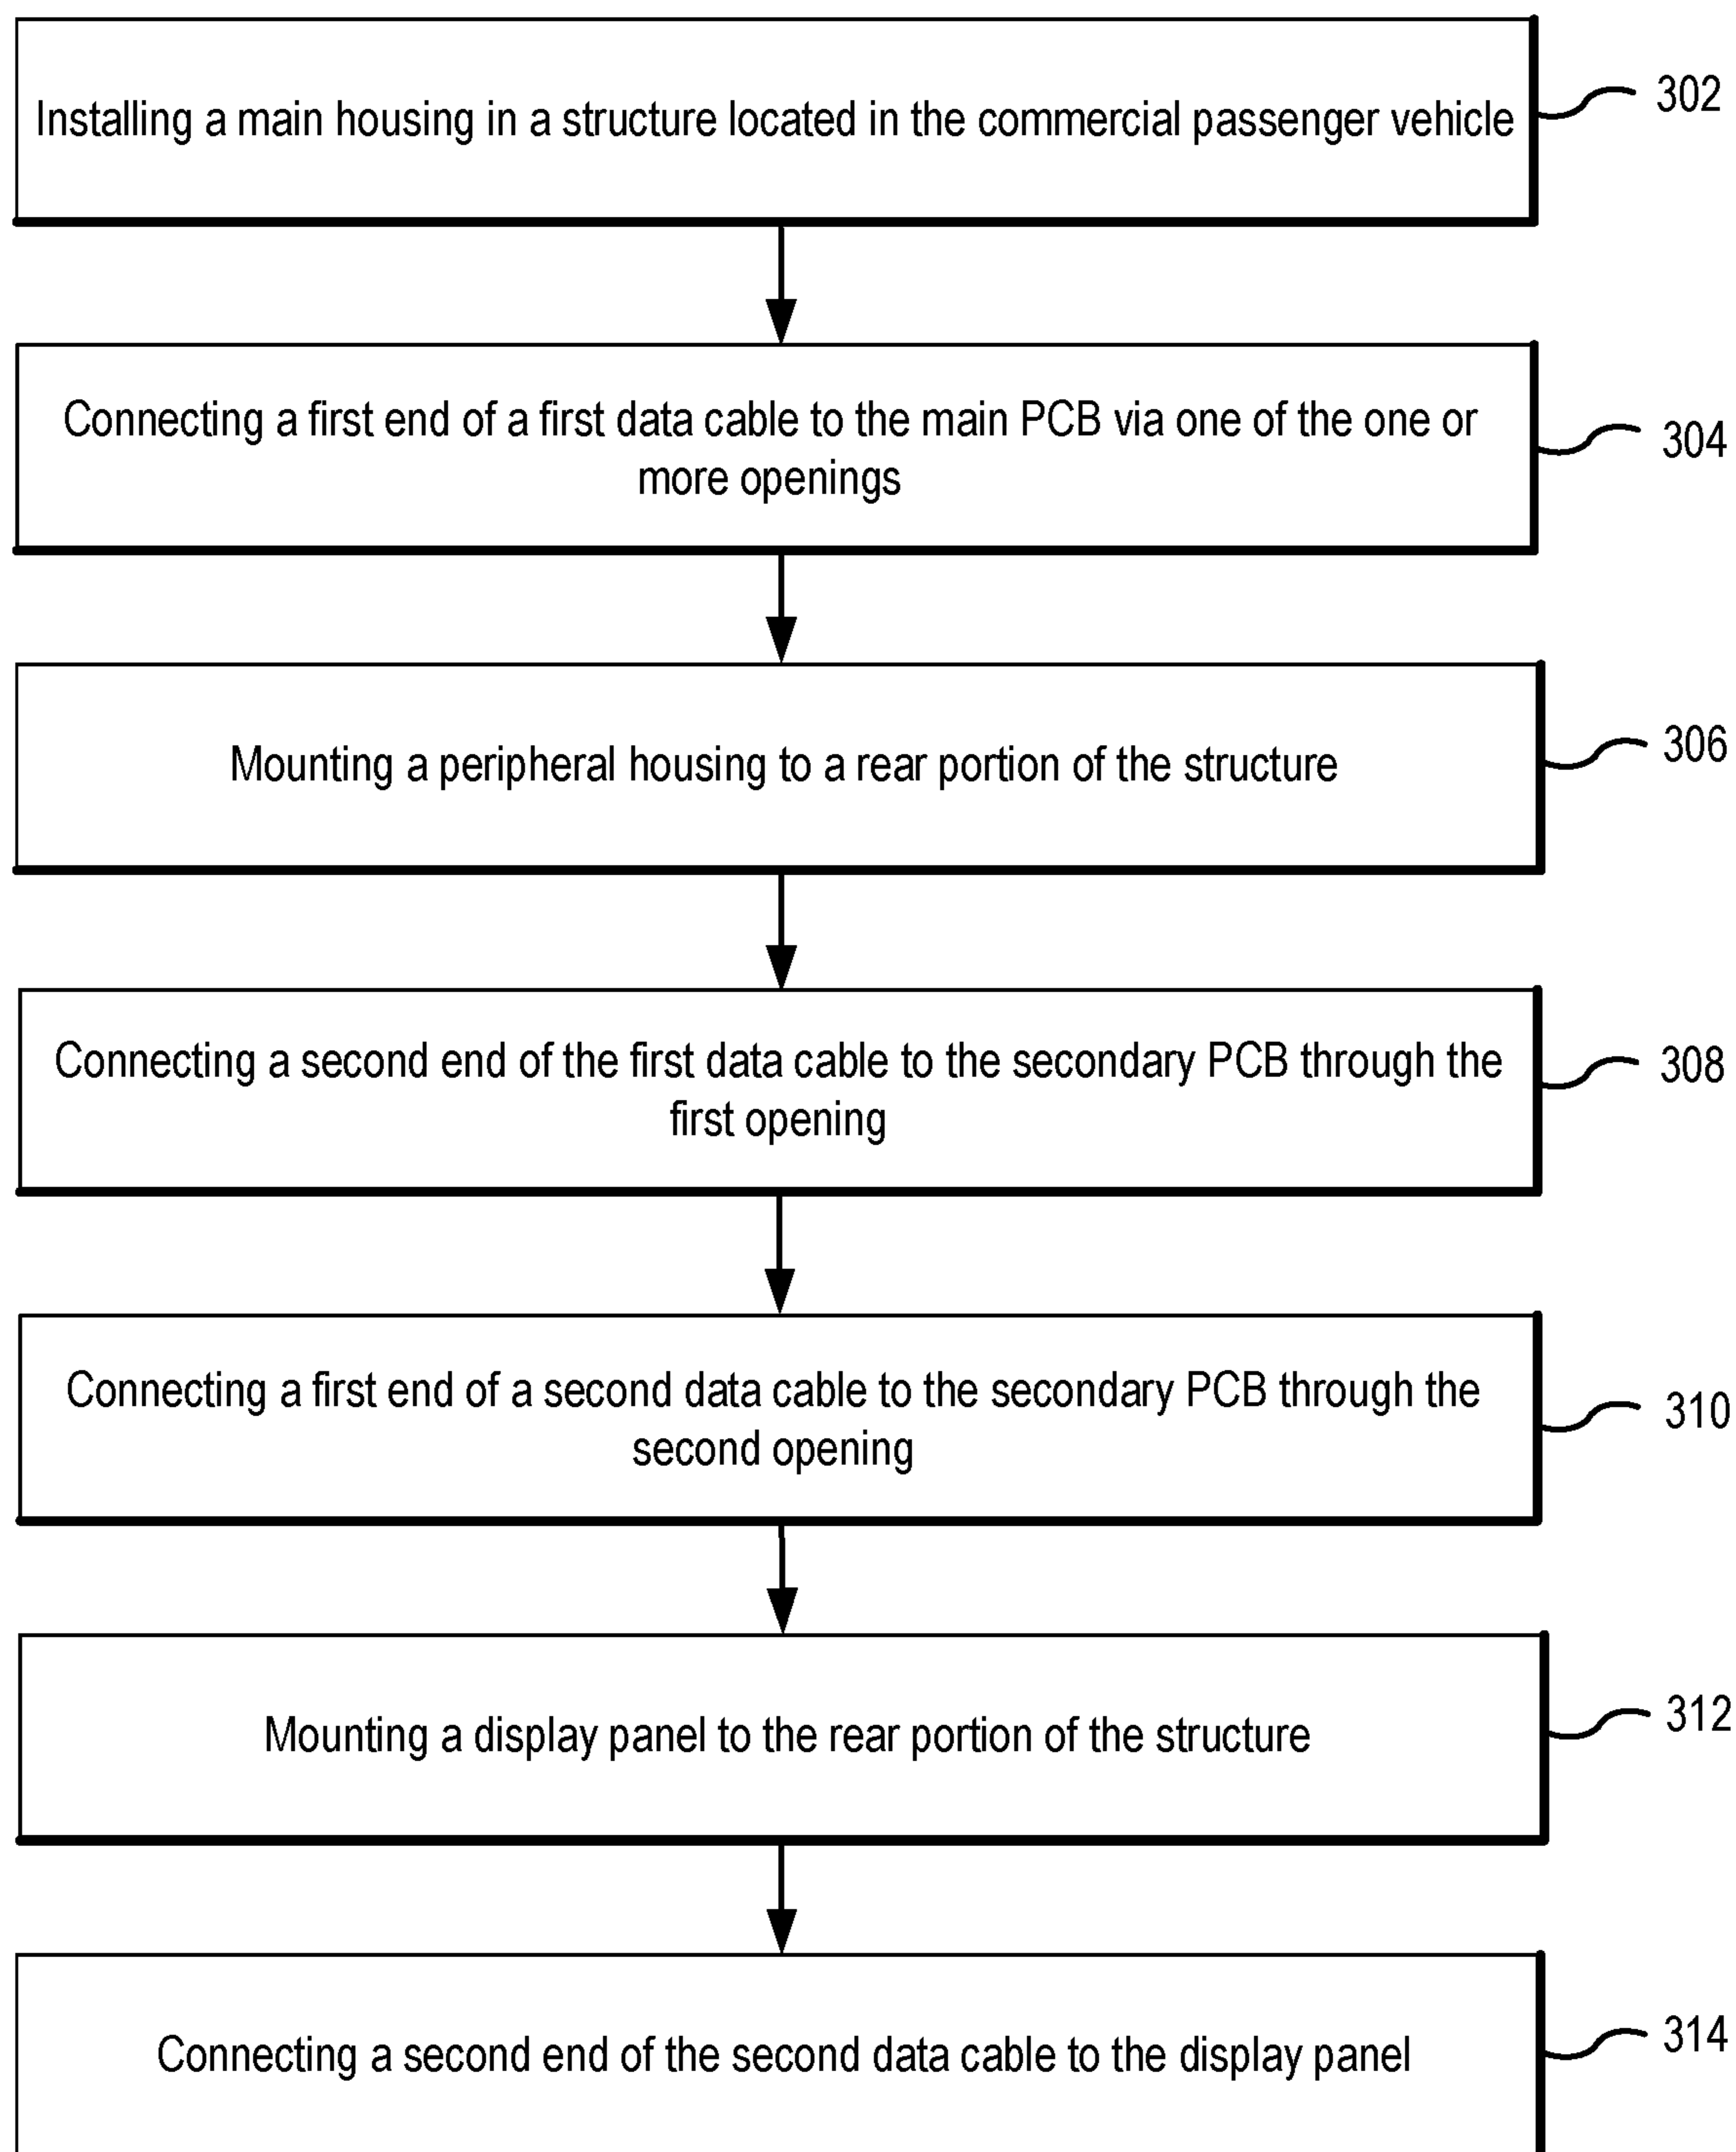 Installing a main housing in a structure located in the commercial passenger vehicle
302
Connecting a first end of a first data cable to the main PCB via one of the one or
more openings
304
Mounting a peripheral housing to a rear portion of the structure
306
Connecting a second end of the first data cable to the secondary PCB through the
first opening
308
Connecting a first end of a second data cable to the secondary PCB through the
second opening
310
Mounting a display panel to the rear portion of the structure
312
Connecting a second end of the second data cable to the display panel
314